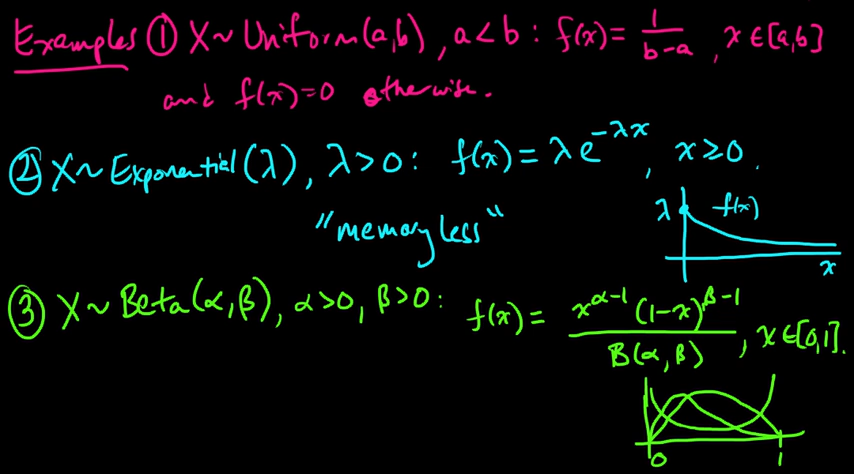 Examples ① X ~ Uniform(a,b), a < b : f(x) = 1/(b-a), x ∈ [a,b]
and f(x) = 0 otherwise.
② X ~ Exponential(λ), λ > 0 : f(x) = λe^{-λx}, x ≥ 0.
"memoryless"
λ f(x)
x
③ X ~ Beta(α,β), α > 0, β > 0 : f(x) = x^{α-1} (1-x)^{β-1} / B(α,β), x ∈ [0,1].
0 1